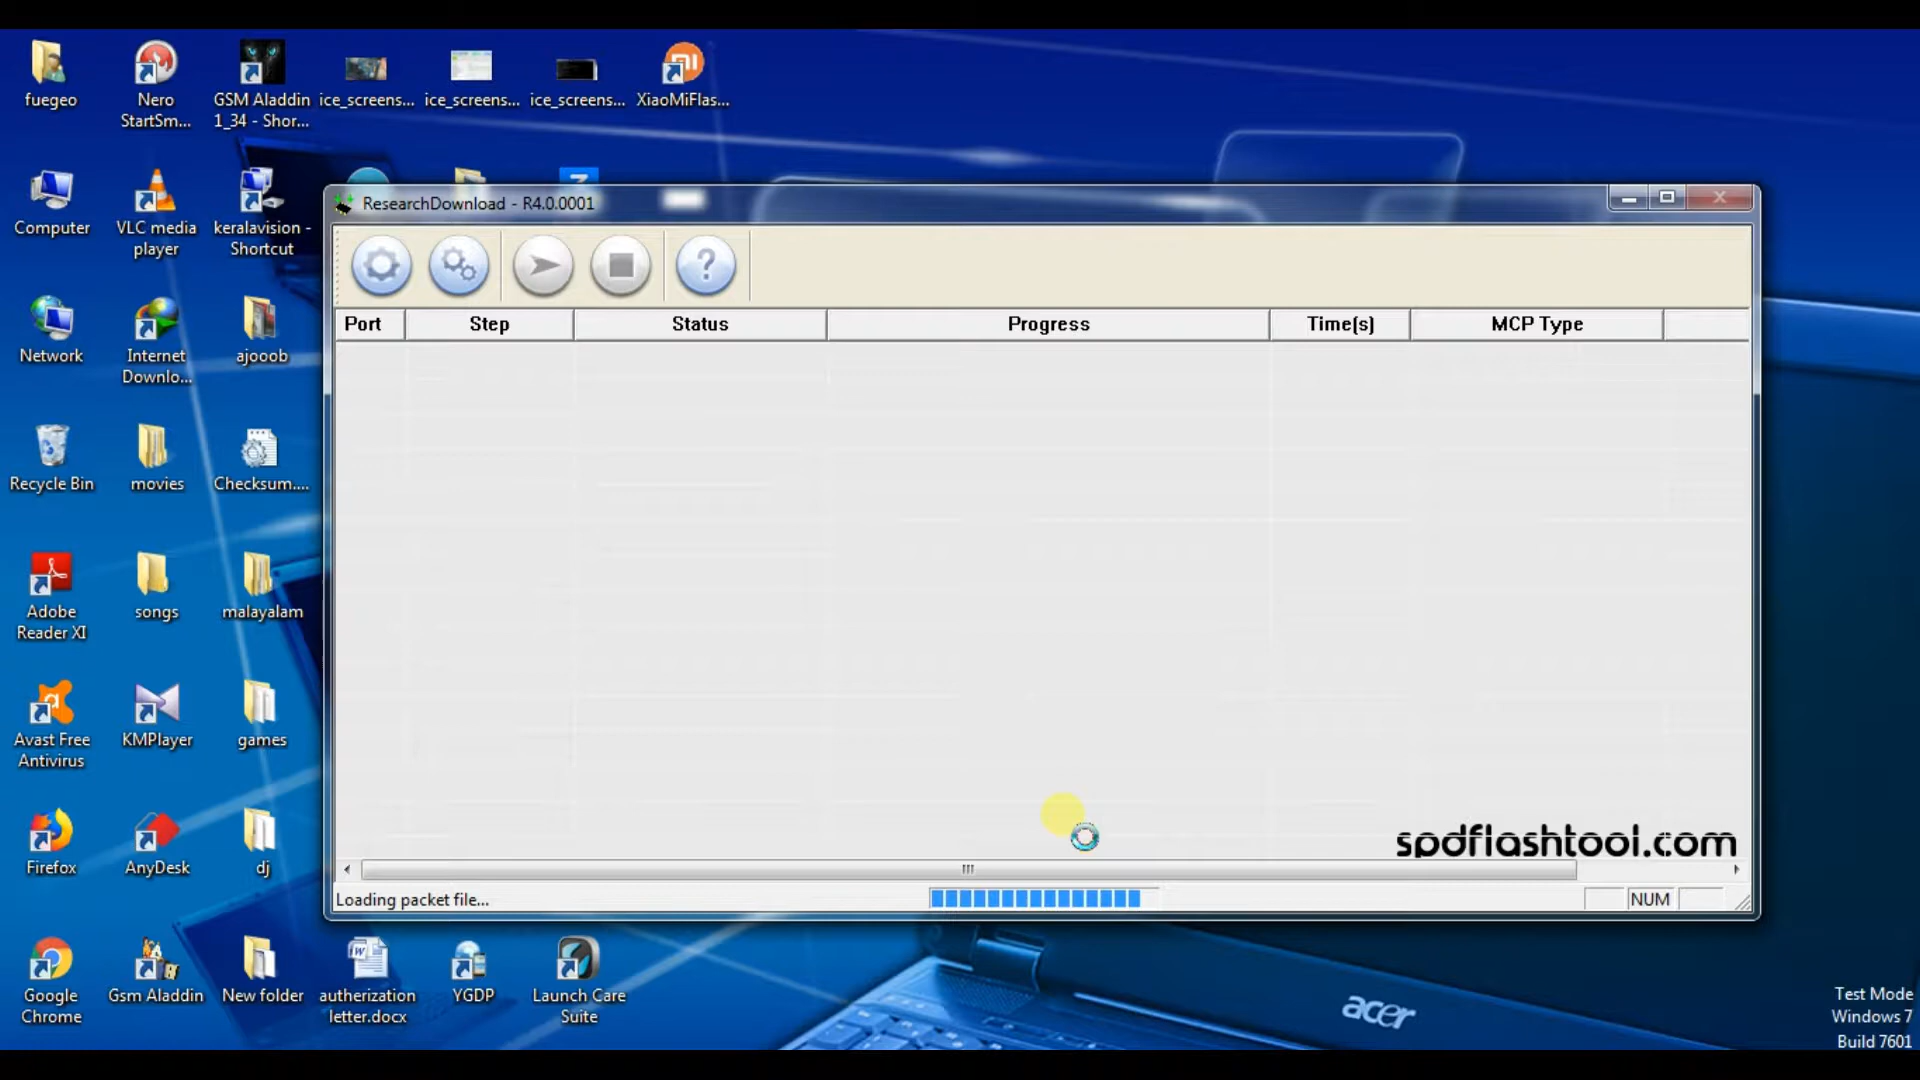 fuegeo
Nero
StartSm...
GSM Aladdin
1_34 - Shor...
ice_screens...
ice_screens...
ice_screens...
XiaoMiFlas...
Computer
VLC media
player
keralavision -
Shortcut
ResearchDownload - R4.0.0001
Port
Step
Status
Progress
Time(s)
MCP Type
Network
Internet
Downlo...
ajooob
Recycle Bin
movies
Checksum....
Adobe
Reader XI
songs
malayalam
Avast Free
Antivirus
KMPlayer
games
Firefox
AnyDesk
dj
spdflashtool.com
Loading packet file...
NUM
Google
Chrome
Gsm Aladdin
New folder
autherization
letter.docx
YGDP
Launch Care
Suite
acer
Test Mode
Windows 7
Build 7601